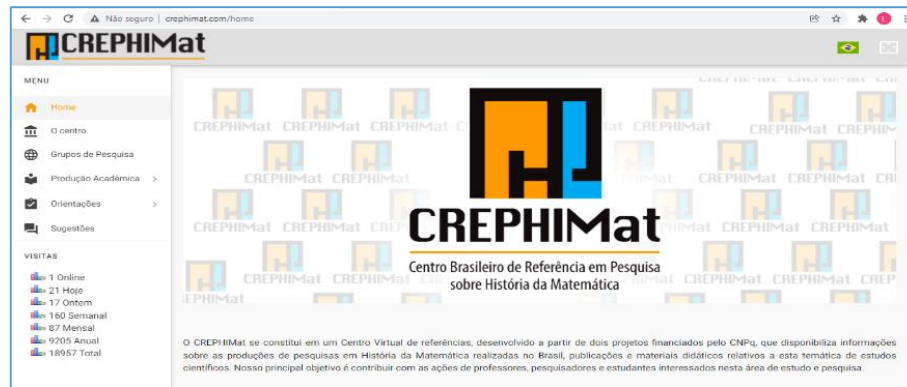 Não seguro | crephimat.com/home
CREPHIMat
MENU
Home
O centro
Grupos de Pesquisa
Produção Acadêmica >
Orientações >
Sugestões
VISITAS
1 Online
21 Hoje
17 Ontem
160 Semanal
87 Mensal
9205 Anual
18957 Total
CREPHIMat
Centro Brasileiro de Referência em Pesquisa
sobre História da Matemática
O CREPHIMat se constitui em um Centro Virtual de referências, desenvolvido a partir de dois projetos financiados pelo CNPq, que disponibiliza informações
sobre as produções de pesquisas em História da Matemática realizadas no Brasil, publicações e materiais didáticos relativos a esta temática de estudos
científicos. Nosso principal objetivo é contribuir com as ações de professores, pesquisadores e estudantes interessados nesta área de estudo e pesquisa.